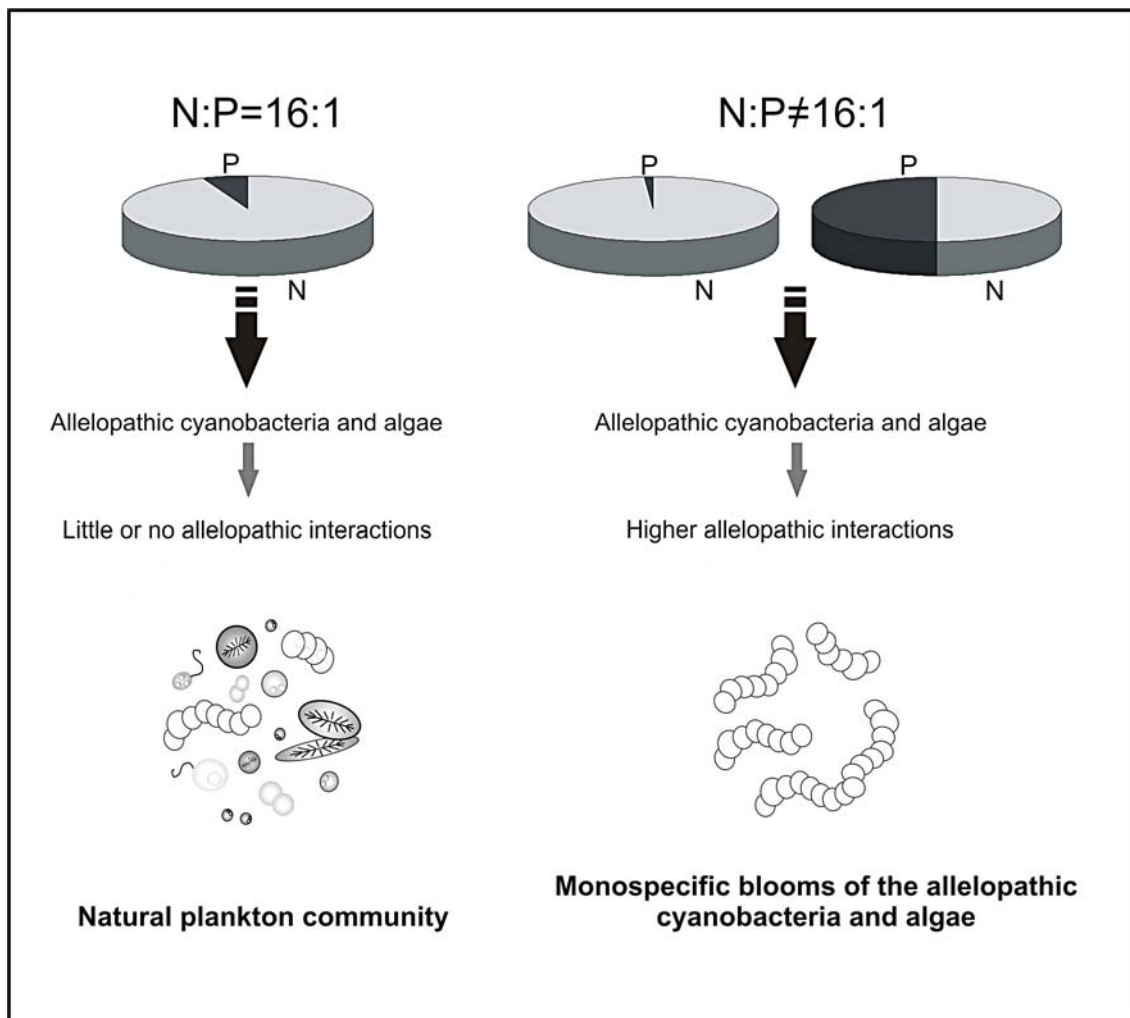 N:P=16:1
P
N
Allelopathic cyanobacteria and algae
Little or no allelopathic interactions
Natural plankton community
N:P≠16:1
P
P
N
N
Allelopathic cyanobacteria and algae
Higher allelopathic interactions
Monospecific blooms of the allelopathic
cyanobacteria and algae